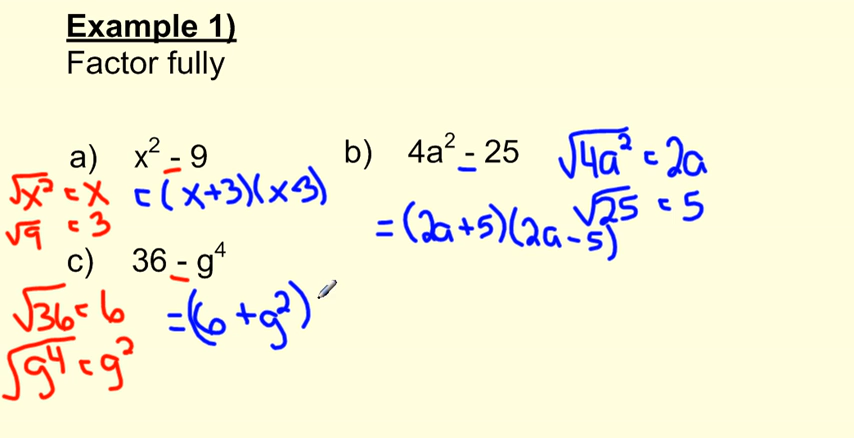 Example 1)
Factor fully
a) x² - 9
√x² = x
= (x+3)(x-3)
√9 = 3
b) 4a² - 25
√4a² = 2a
√25 = 5
= (2a+5)(2a-5)
c) 36 - g⁴
√36 = 6
= (6 + g²)
√g⁴ = g²